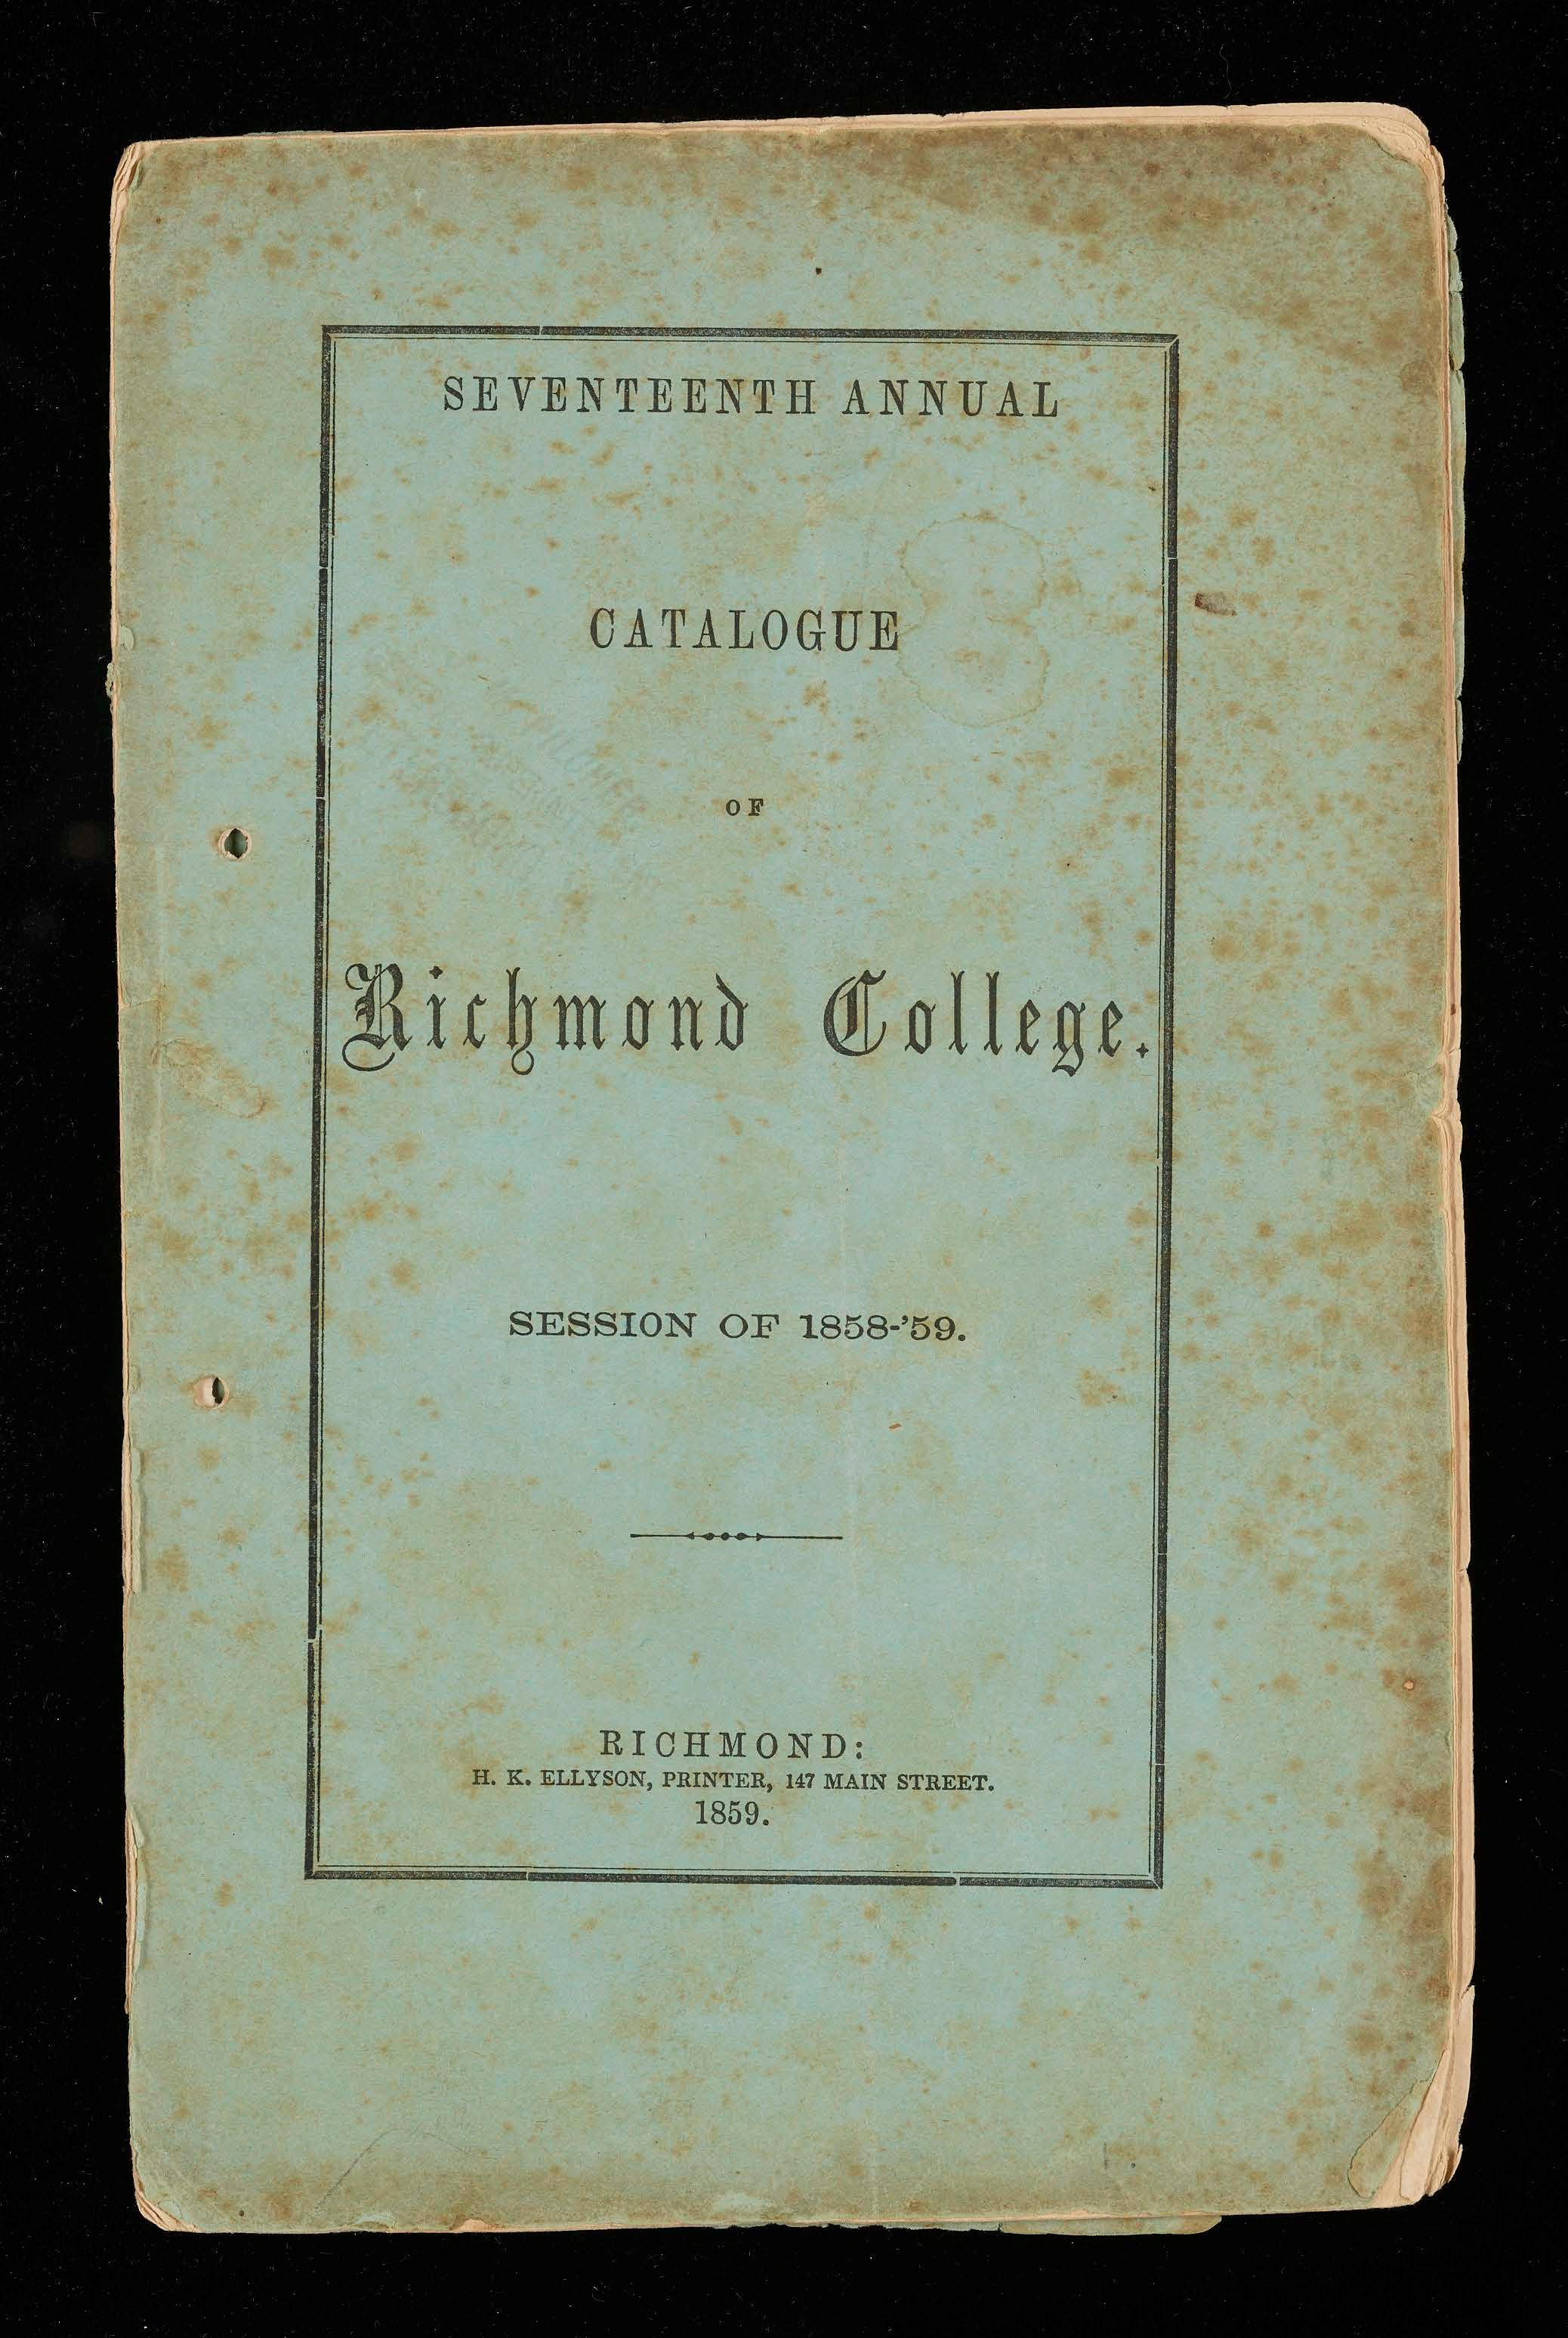 SEVENTEENTH ANNUAL
CATALOGUE
OF
Richmond College.
SESSION OF 1858-'59.
RICHMOND:
H. K. ELLYSON, PRINTER, 147 MAIN STREET.
1859.